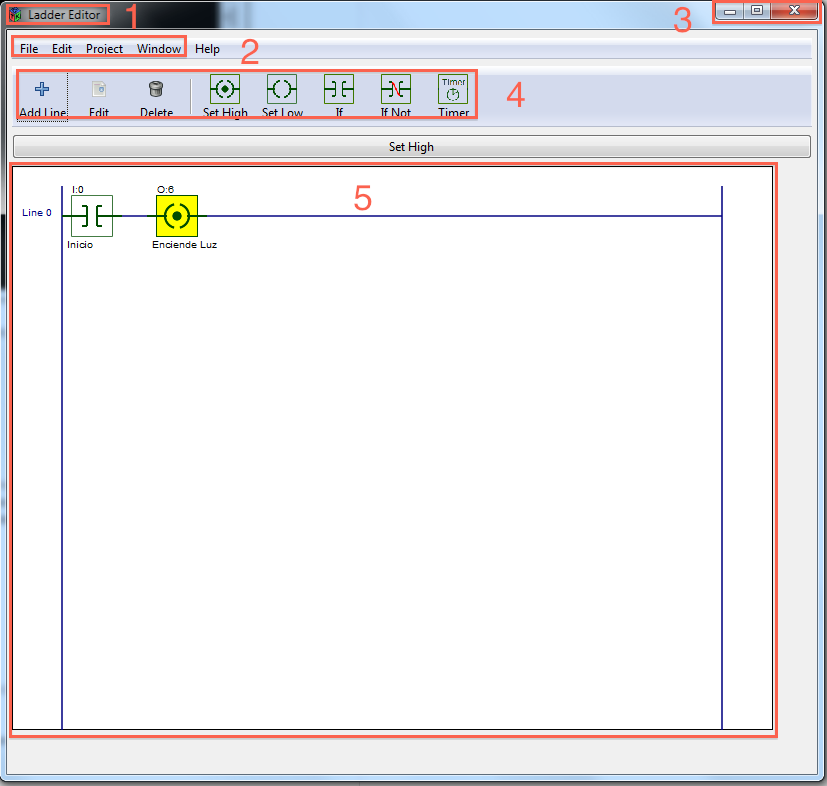 Ladder Editor 1 3
File Edit Project Window Help 2
Timer
4
Add Line Edit Delete Set High Set Low If If Not Timer
Set High
I:0 O:6 5
Line 0
Inicio Enciende Luz